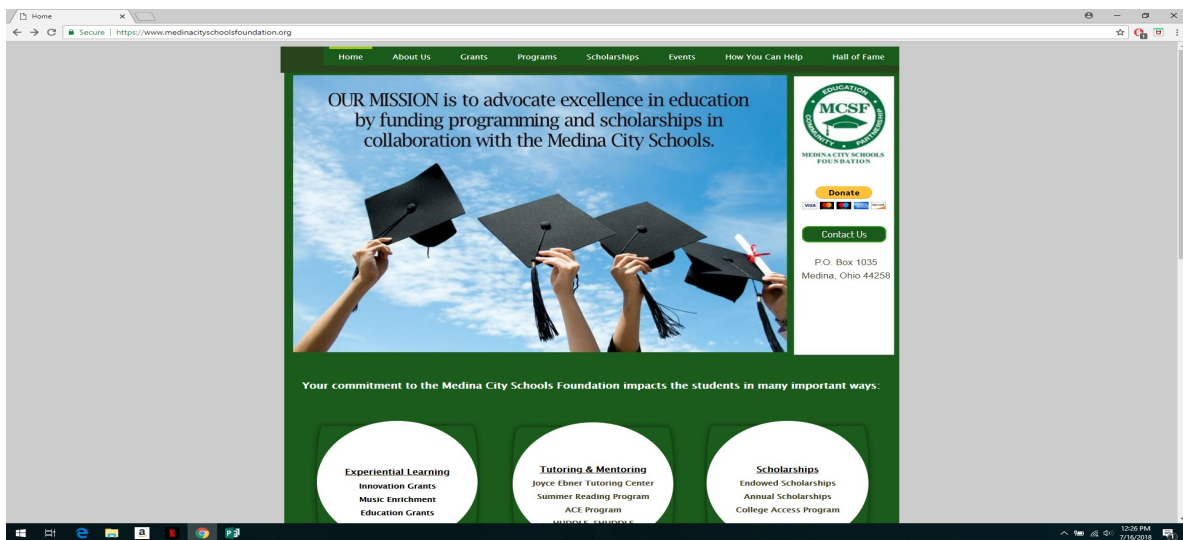 Home
Secure | https://www.medinacityschoolsfoundation.org
Home About Us Grants Programs Scholarships Events How You Can Help Hall of Fame
OUR MISSION is to advocate excellence in education
by funding programming and scholarships in
collaboration with the Medina City Schools.
EDUCATION
COMMUNITY
PARTNERSHIP
MCSF
MEDINA CITY SCHOOLS
FOUNDATION
Donate
VISA
Contact Us
P.O. Box 1035
Medina, Ohio 44258
Your commitment to the Medina City Schools Foundation impacts the students in many important ways:
Experiential Learning
Innovation Grants
Music Enrichment
Education Grants
Tutoring & Mentoring
Joyce Ebner Tutoring Center
Summer Reading Program
ACE Program
HUDDLE, SHUDDLE
Scholarships
Endowed Scholarships
Annual Scholarships
College Access Program
12:26 PM
7/16/2018